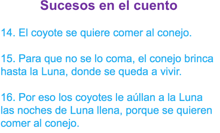 Sucesos en el cuento
14. El coyote se quiere comer al conejo.
15. Para que no se lo coma, el conejo brinca
hasta la Luna, donde se queda a vivir.
16. Por eso los coyotes le aúllan a la Luna
las noches de Luna llena, porque se quieren
comer al conejo.